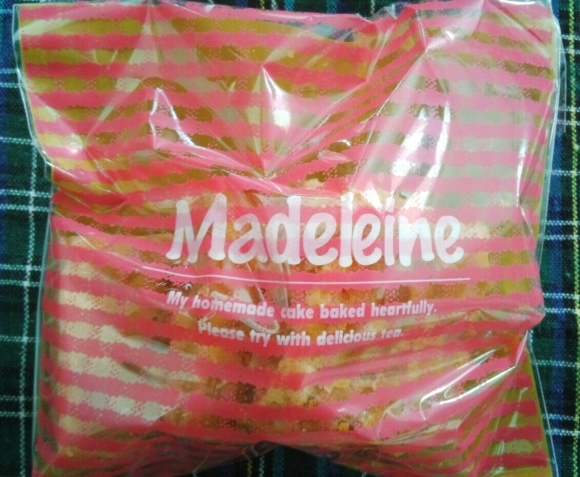 Madeleine
My homemade cake baked heartfully.
Please try with delicious tea.